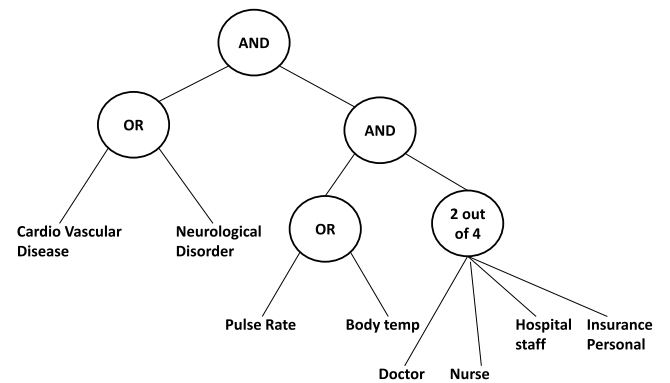 AND
OR
AND
Cardio Vascular
Disease
Neurological
Disorder
OR
2 out
of 4
Pulse Rate
Body temp
Hospital
staff
Insurance
Personal
Doctor
Nurse